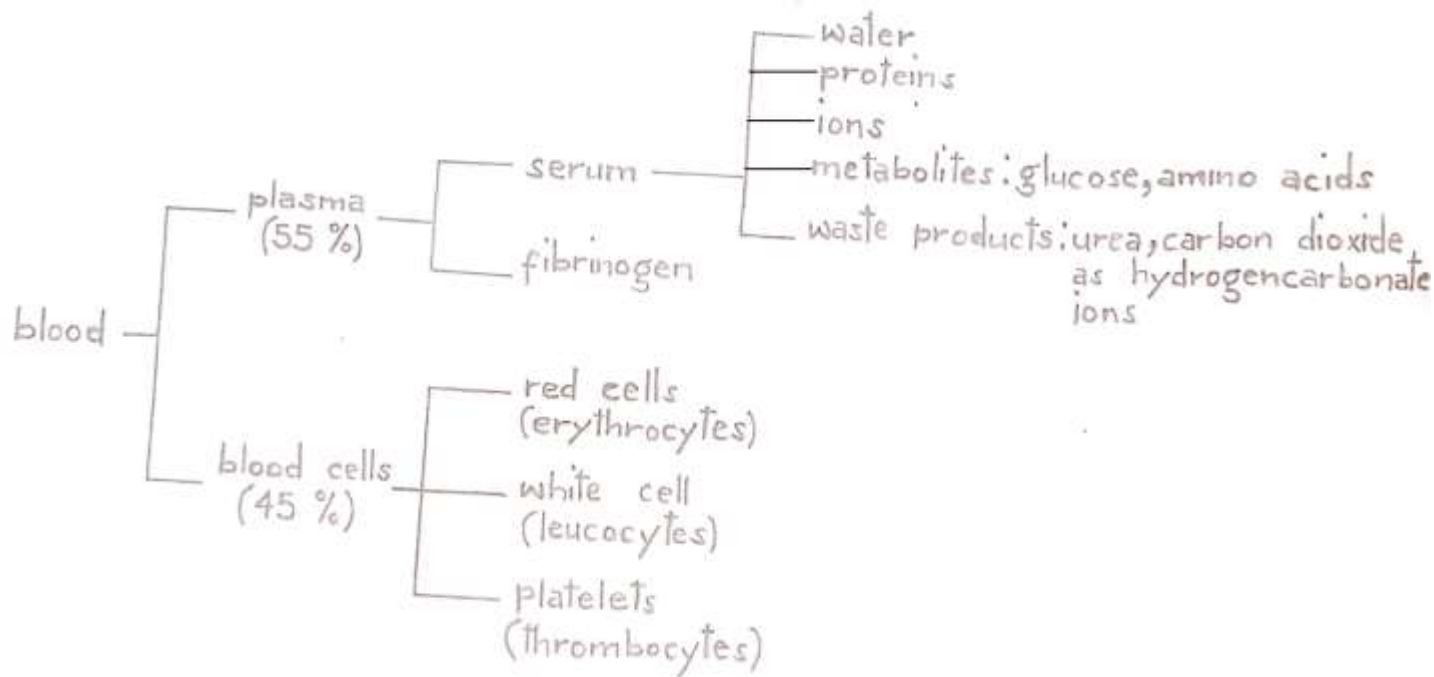 water
proteins
ions
metabolites: glucose, amino acids
waste products: urea, carbon dioxide,
as hydrogencarbonate
ions
serum
fibrinogen
plasma
(55 %)
blood
blood cells
(45 %)
red cells
(erythrocytes)
white cell
(leucocytes)
platelets
(thrombocytes)